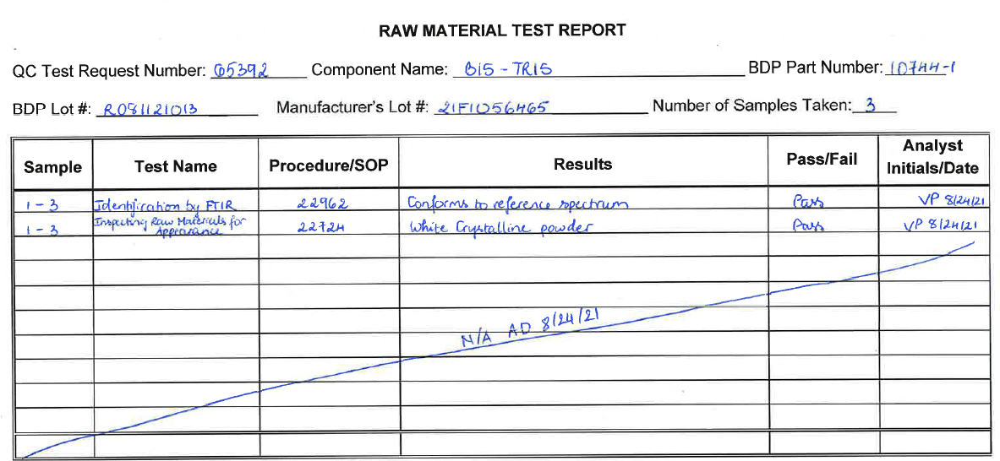 RAW MATERIAL TEST REPORT
QC Test Request Number: Q5392 Component Name: BIS - TRIS BDP Part Number: 10744-1
BDP Lot #: R081121013 Manufacturer's Lot #: 21F1056465 Number of Samples Taken: 3
Sample Test Name Procedure/SOP Results Pass/Fail Analyst Initials/Date
1 - 3 Identification by FTIR 22962 Conforms to reference spectrum Pass VP 8/24/21
1 - 3 Inspecting Raw Materials for Appearance 22724 White Crystalline powder Pass VP 8/24/21
N/A AD 8/24/21